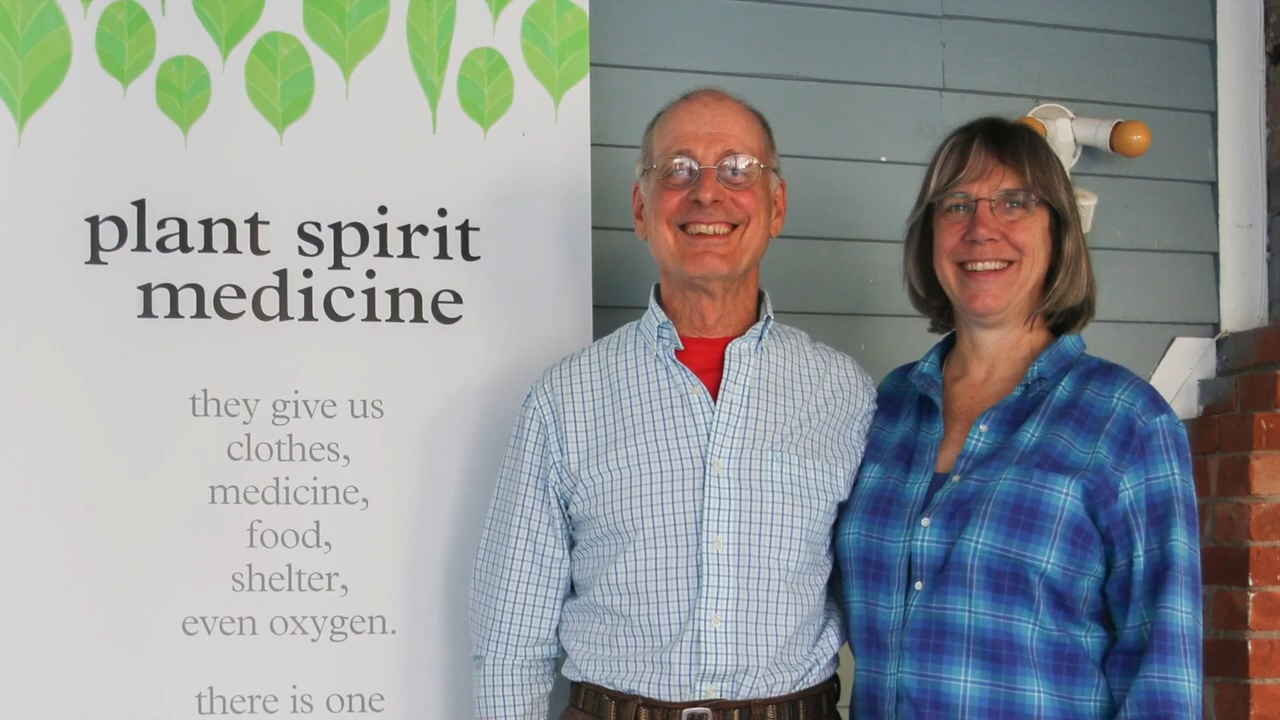 plant spirit
medicine
they give us
clothes,
medicine,
food,
shelter,
even oxygen.
there is one